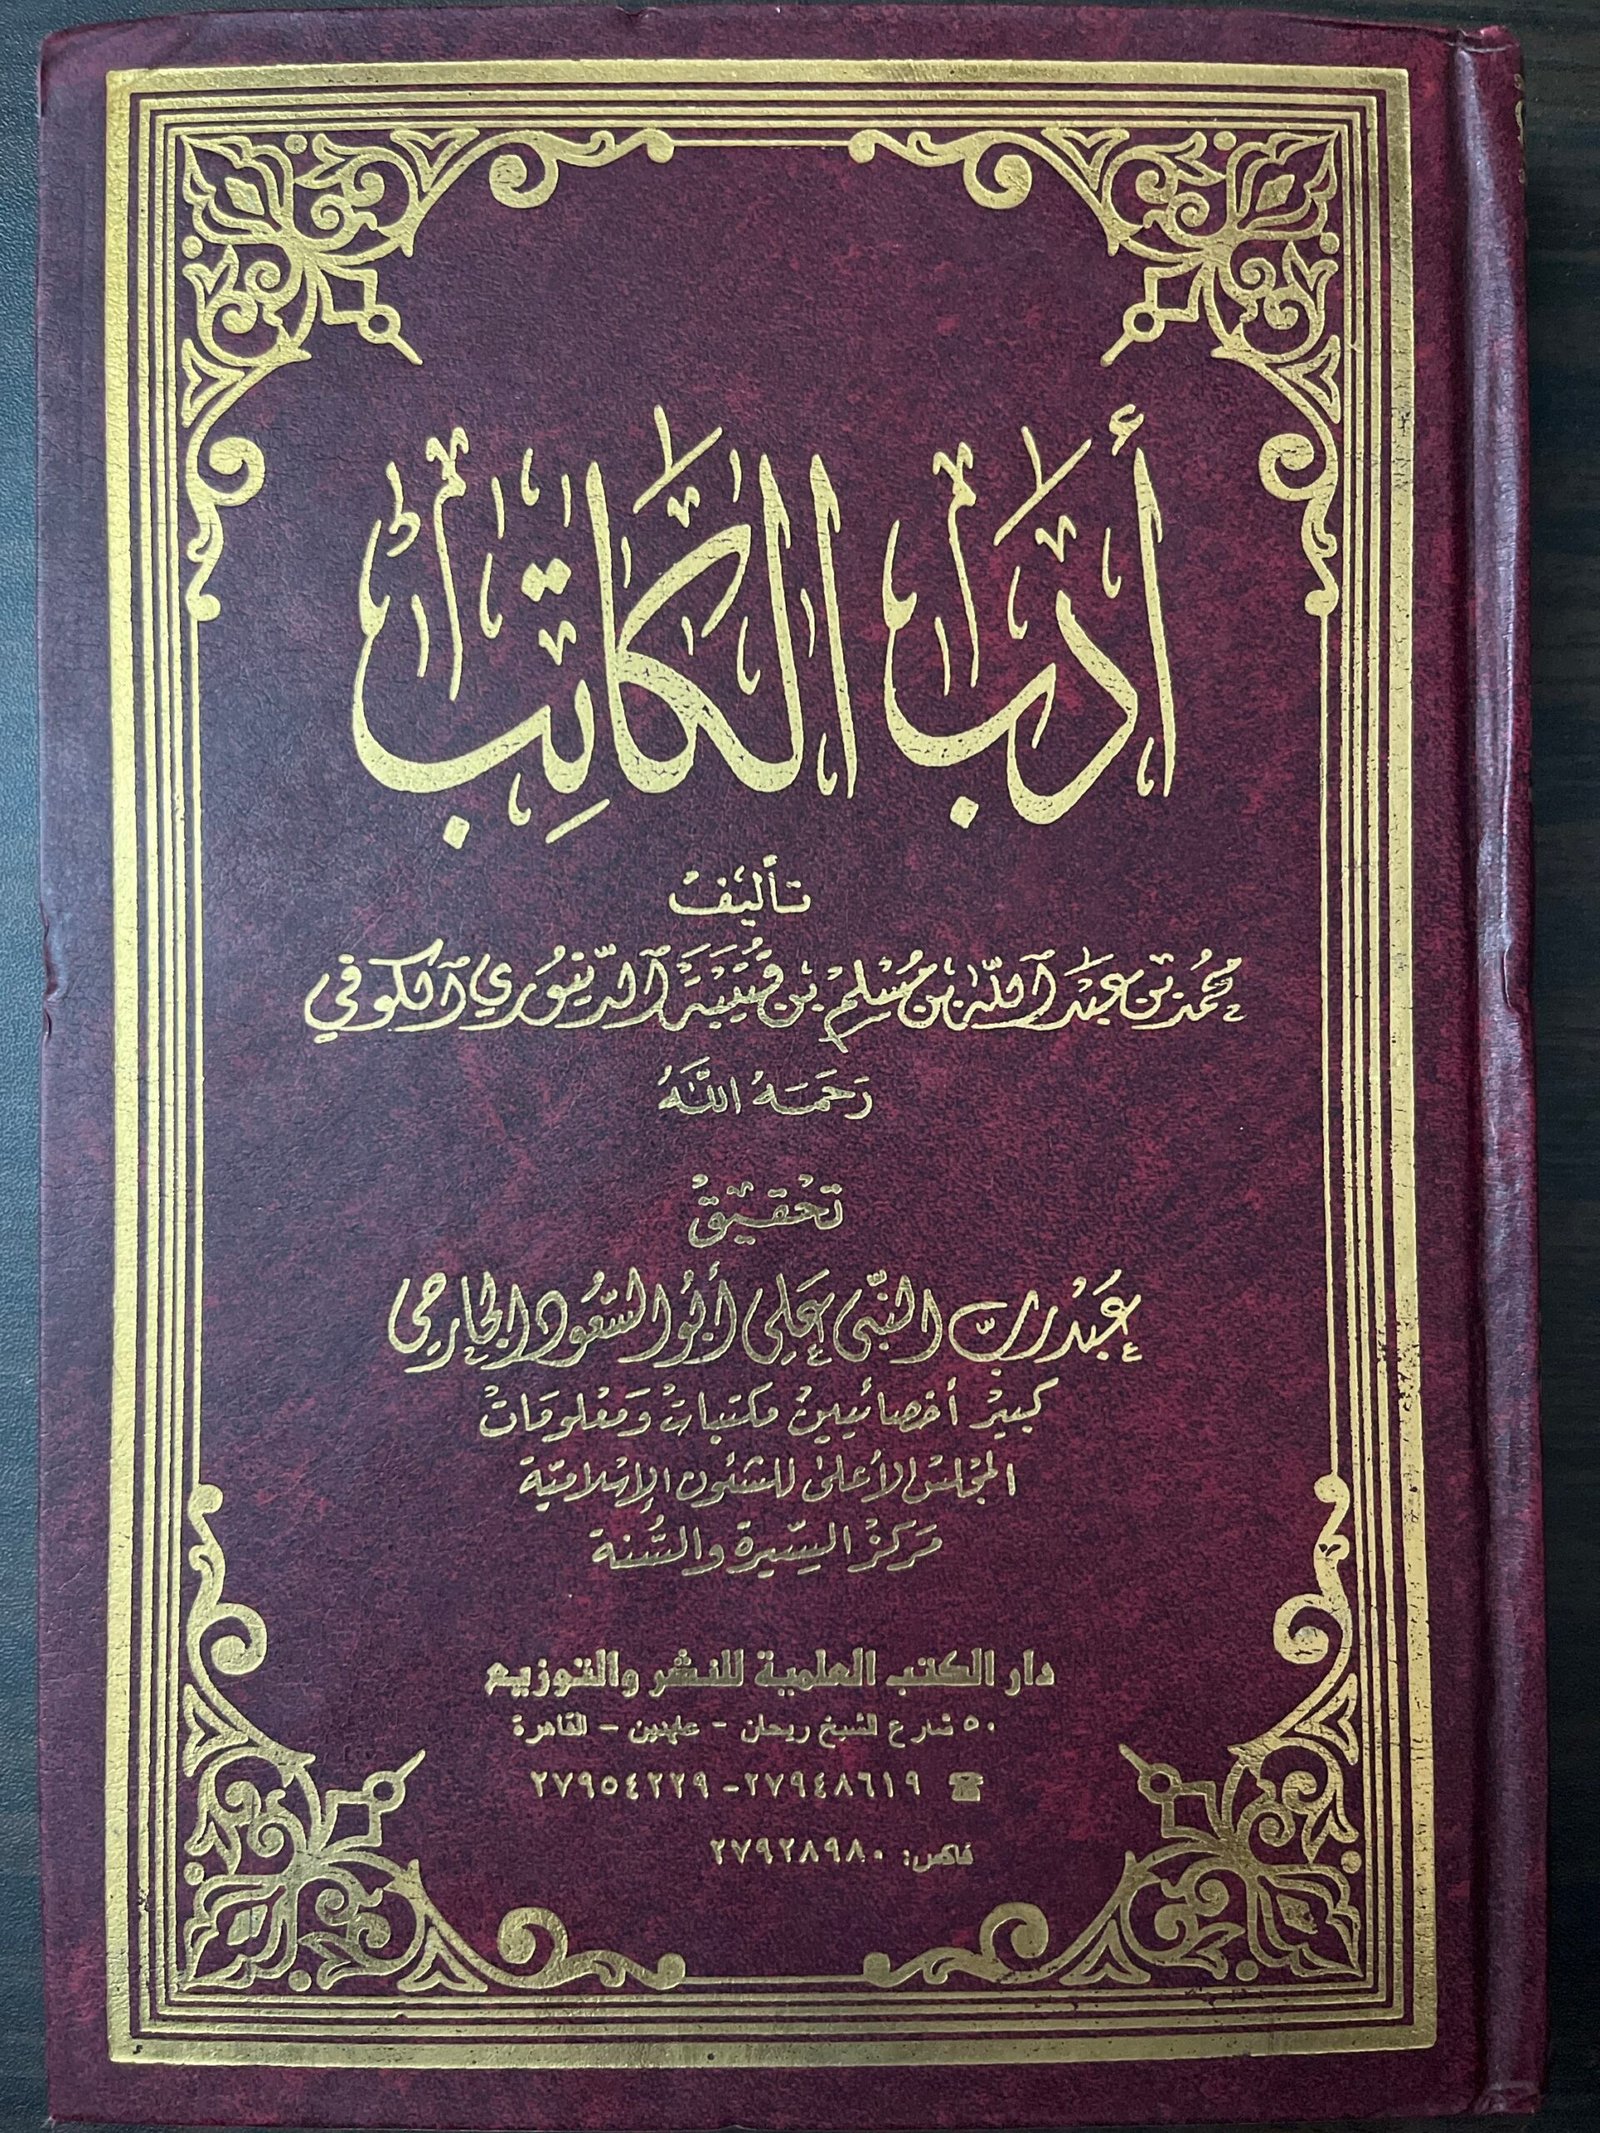 أَدَبُ الكَاتِبِ
تأليف
محمد بن عبد الله بن مسلم بن قتيبة الدينوري الكوفي
رحمه الله
تحقيق
عبد رب النبي علي أبو السعود الجارحي
كبير أخصائيين مكتبات ومعلومات
المجلس الأعلى للشئون الإسلامية
مركز السيرة والسنة
دار الكتب العلمية للنشر والتوزيع
٥٠ شارع الشيخ ريحان - عابدين - القاهرة
☎ ٢٧٩٤٨٦١٩-٢٧٩٥٤٢٢٩
فاكس: ٢٧٩٢٨٩٨٠